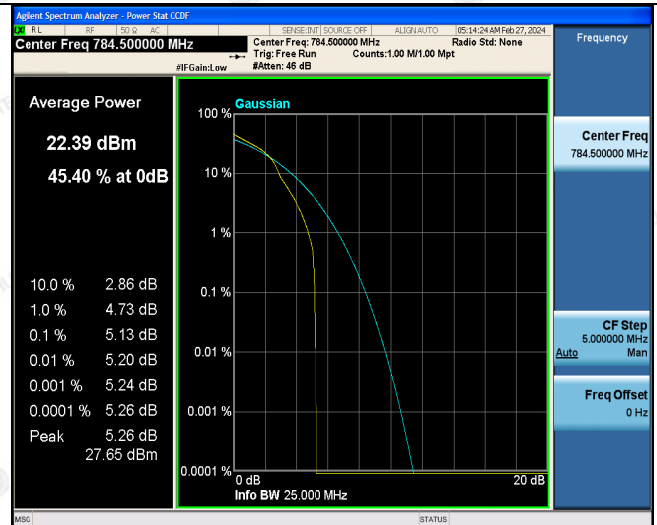 Agilent Spectrum Analyzer - Power Stat CCDF
LXI RL RF 50 Ω AC SENSE:INT SOURCE OFF ALIGN AUTO 05:14:24 AM Feb 27, 2024
Center Freq 784.500000 MHz
Center Freq: 784.500000 MHz Radio Std: None
Trig: Free Run Counts:1.00 M/1.00 Mpt
#IFGain:Low #Atten: 46 dB
Frequency
Average Power
22.39 dBm
45.40 % at 0dB
10.0 % 2.86 dB
1.0 % 4.73 dB
0.1 % 5.13 dB
0.01 % 5.20 dB
0.001 % 5.24 dB
0.0001 % 5.26 dB
Peak 5.26 dB
27.65 dBm
Gaussian
100 %
10 %
1 %
0.1 %
0.01 %
0.001 %
0.0001 %
0 dB 20 dB
Info BW 25.000 MHz
Center Freq
784.500000 MHz
CF Step
5.000000 MHz
Auto Man
Freq Offset
0 Hz
MSG STATUS